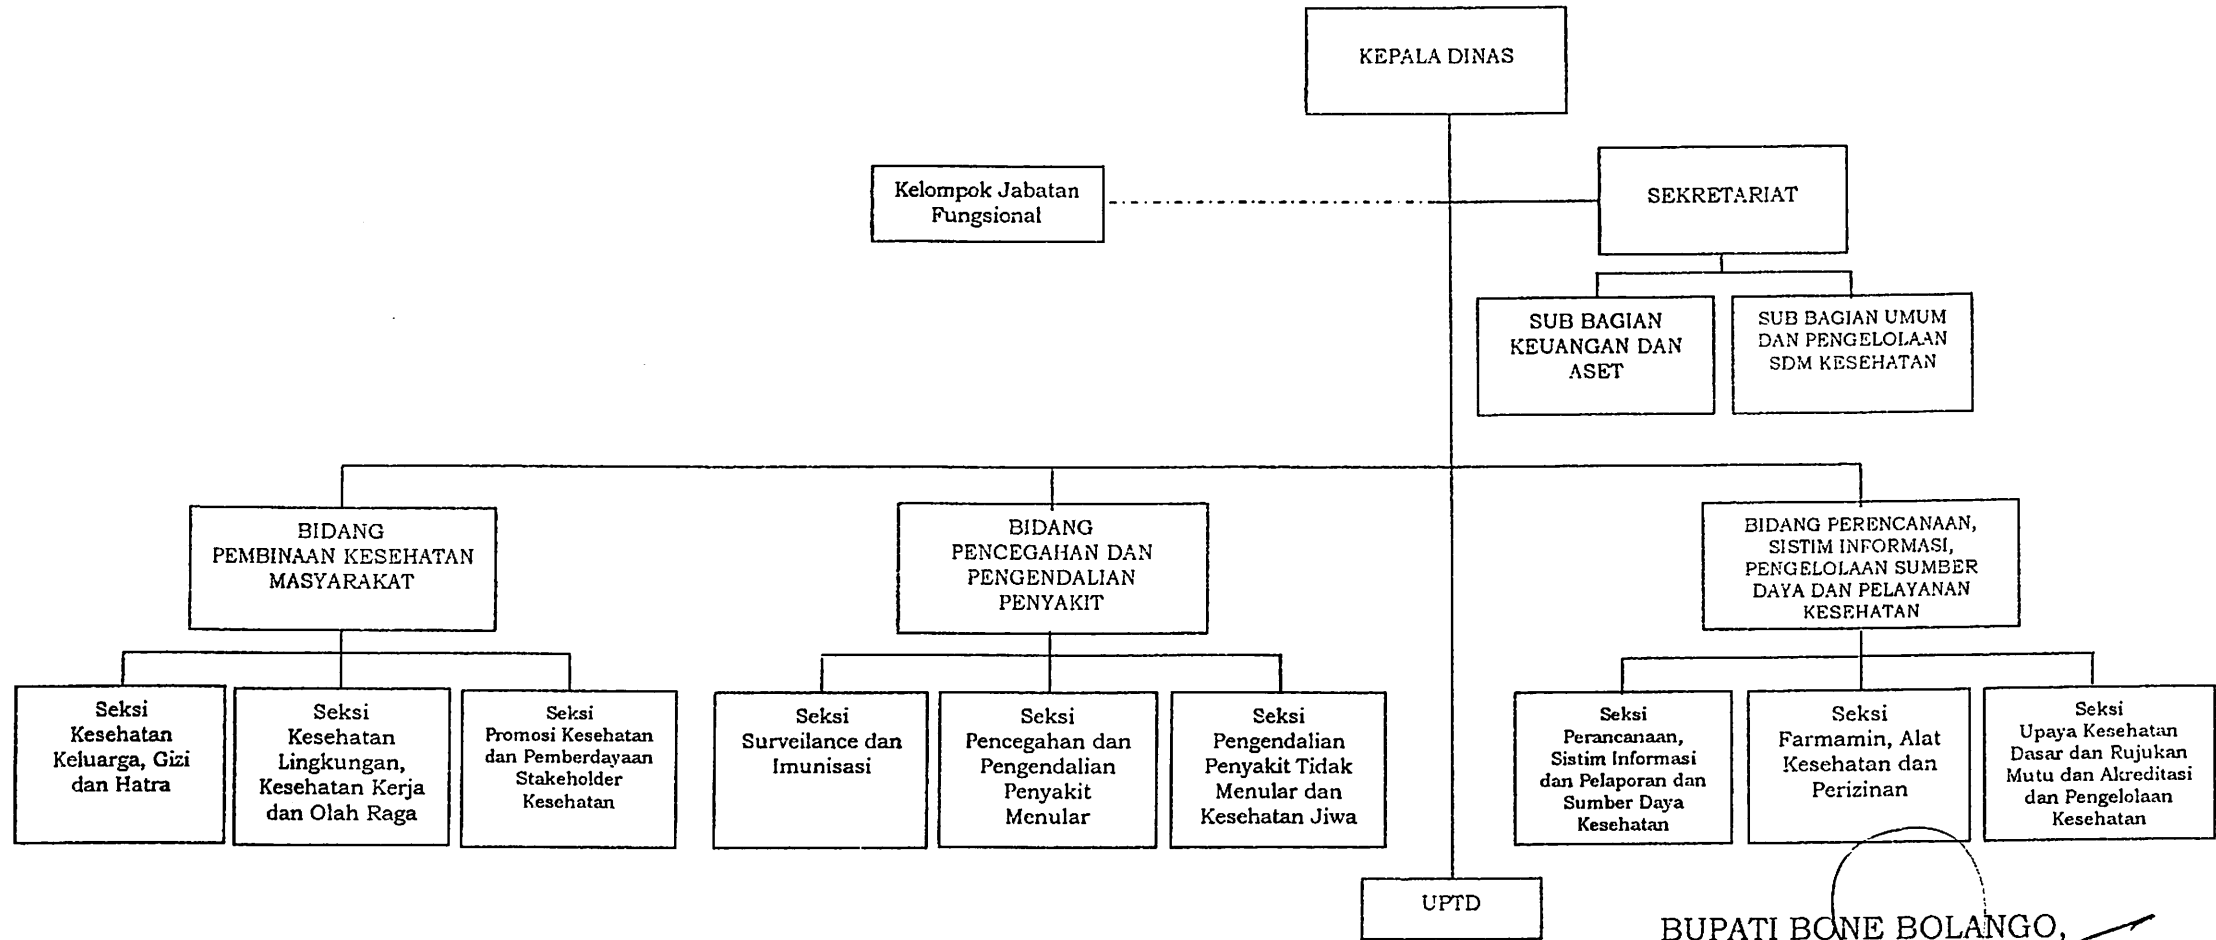 KEPALA DINAS
Kelompok Jabatan
Fungsional
SEKRETARIAT
SUB BAGIAN
KEUANGAN DAN
ASET
SUB BAGIAN UMUM
DAN PENGELOLAAN
SDM KESEHATAN
BIDANG
PEMBINAAN KESEHATAN
MASYARAKAT
BIDANG
PENCEGAHAN DAN
PENGENDALIAN
PENYAKIT
BIDANG PERENCANAAN,
SISTIM INFORMASI,
PENGELOLAAN SUMBER
DAYA DAN PELAYANAN
KESEHATAN
Seksi
Kesehatan
Keluarga, Gizi
dan Hatra
Seksi
Kesehatan
Lingkungan,
Kesehatan Kerja
dan Olah Raga
Seksi
Promosi Kesehatan
dan Pemberdayaan
Stakeholder
Kesehatan
Seksi
Surveilance dan
Imunisasi
Seksi
Pencegahan dan
Pengendalian
Penyakit
Menular
Seksi
Pengendalian
Penyakit Tidak
Menular dan
Kesehatan Jiwa
Seksi
Perancanaan,
Sistim Informasi
dan Pelaporan dan
Sumber Daya
Kesehatan
Seksi
Farmamin, Alat
Kesehatan dan
Perizinan
Seksi
Upaya Kesehatan
Dasar dan Rujukan
Mutu dan Akreditasi
dan Pengelolaan
Kesehatan
UPTD
BUPATI BONE BOLANGO,